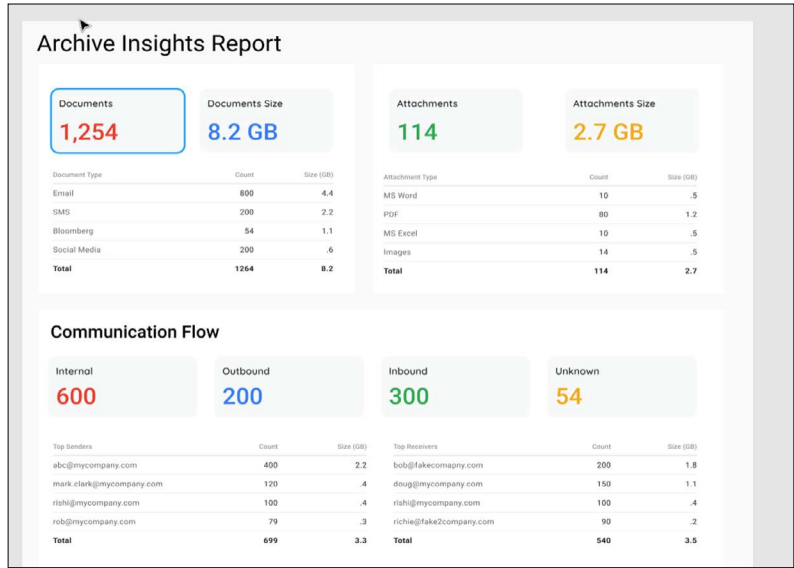 Archive Insights Report
Documents
1,254
Documents Size
8.2 GB
Document Type Count Size (GB)
Email 800 4.4
SMS 200 2.2
Bloomberg 54 1.1
Social Media 200 .6
Total 1264 8.2
Attachments
114
Attachments Size
2.7 GB
Attachment Type Count Size (GB)
MS Word 10 .5
PDF 80 1.2
MS Excel 10 .5
Images 14 .5
Total 114 2.7
Communication Flow
Internal
600
Outbound
200
Inbound
300
Unknown
54
Top Senders Count Size (GB)
abc@mycompany.com 400 2.2
mark.clark@mycompany.com 120 .4
rishi@mycompany.com 100 .4
rob@mycompany.com 79 .3
Total 699 3.3
Top Receivers Count Size (GB)
bob@fakecomapny.com 200 1.8
doug@mycompany.com 150 1.1
rishi@mycompany.com 100 .4
richie@fake2company.com 90 .2
Total 540 3.5